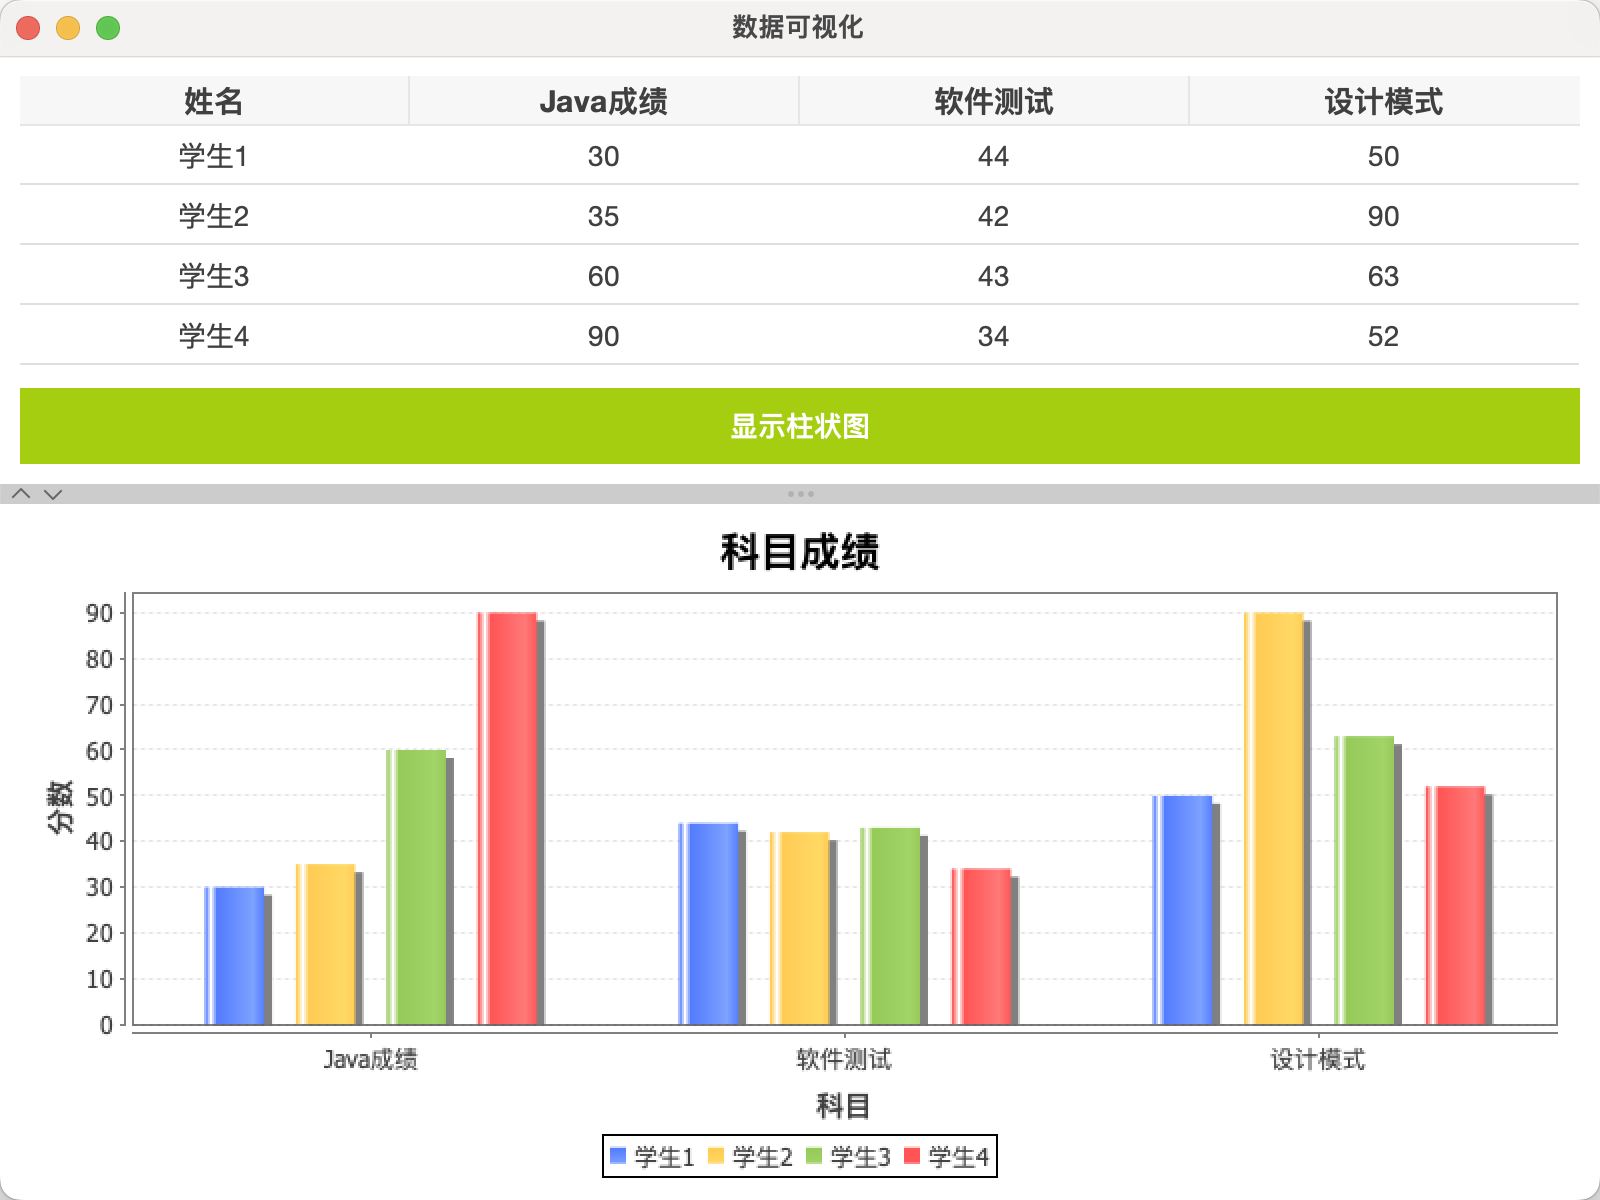 数据可视化
姓名 Java成绩 软件测试 设计模式
学生1 30 44 50
学生2 35 42 90
学生3 60 43 63
学生4 90 34 52
显示柱状图
科目成绩
90
80
70
60
50
40
30
20
10
0
分数
Java成绩 软件测试 设计模式
科目
学生1 学生2 学生3 学生4